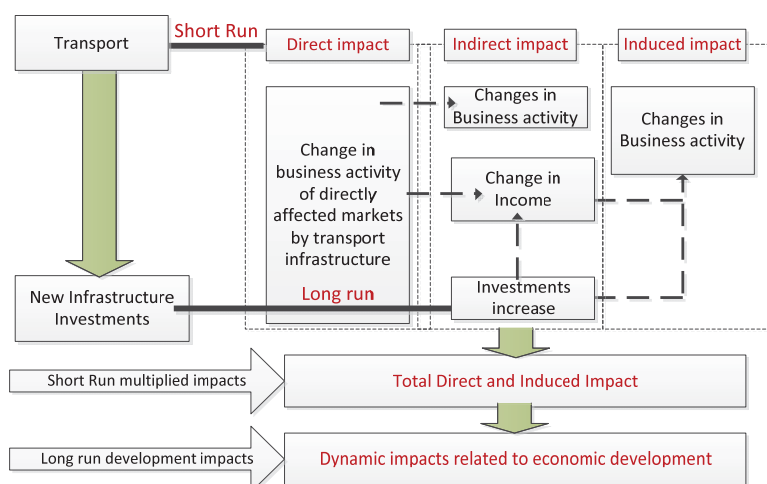 Transport
Short Run
Direct impact
Indirect impact
Induced impact
Changes in
Business activity
Changes in
Business activity
Change in
business activity
of directly
affected markets
by transport
infrastructure
Change in
Income
Long run
New Infrastructure
Investments
Investments
increase
Short Run multiplied impacts
Total Direct and Induced Impact
Long run development impacts
Dynamic impacts related to economic development